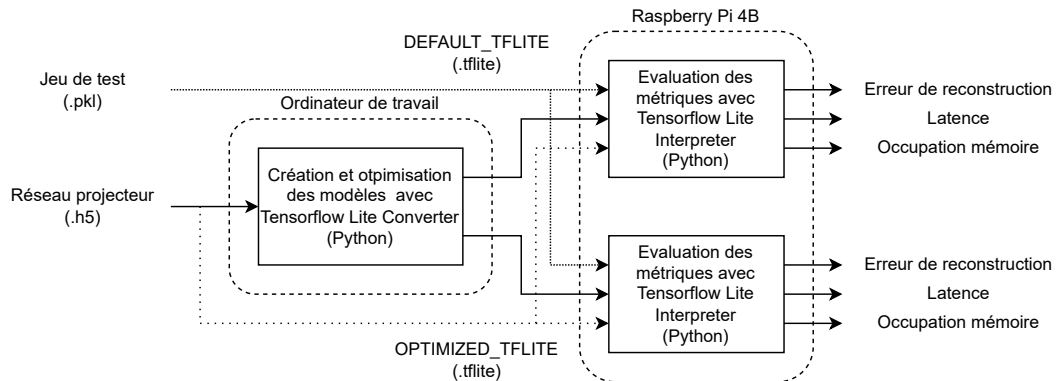 Raspberry Pi 4B
DEFAULT_TFLITE
(.tflite)
Jeu de test
(.pkl)
Ordinateur de travail
Evaluation des
métriques avec
Tensorflow Lite
Interpreter
(Python)
Erreur de reconstruction
Latence
Occupation mémoire
Réseau projecteur
(.h5)
Création et otpimisation
des modèles avec
Tensorflow Lite Converter
(Python)
Evaluation des
métriques avec
Tensorflow Lite
Interpreter
(Python)
Erreur de reconstruction
Latence
Occupation mémoire
OPTIMIZED_TFLITE
(.tflite)